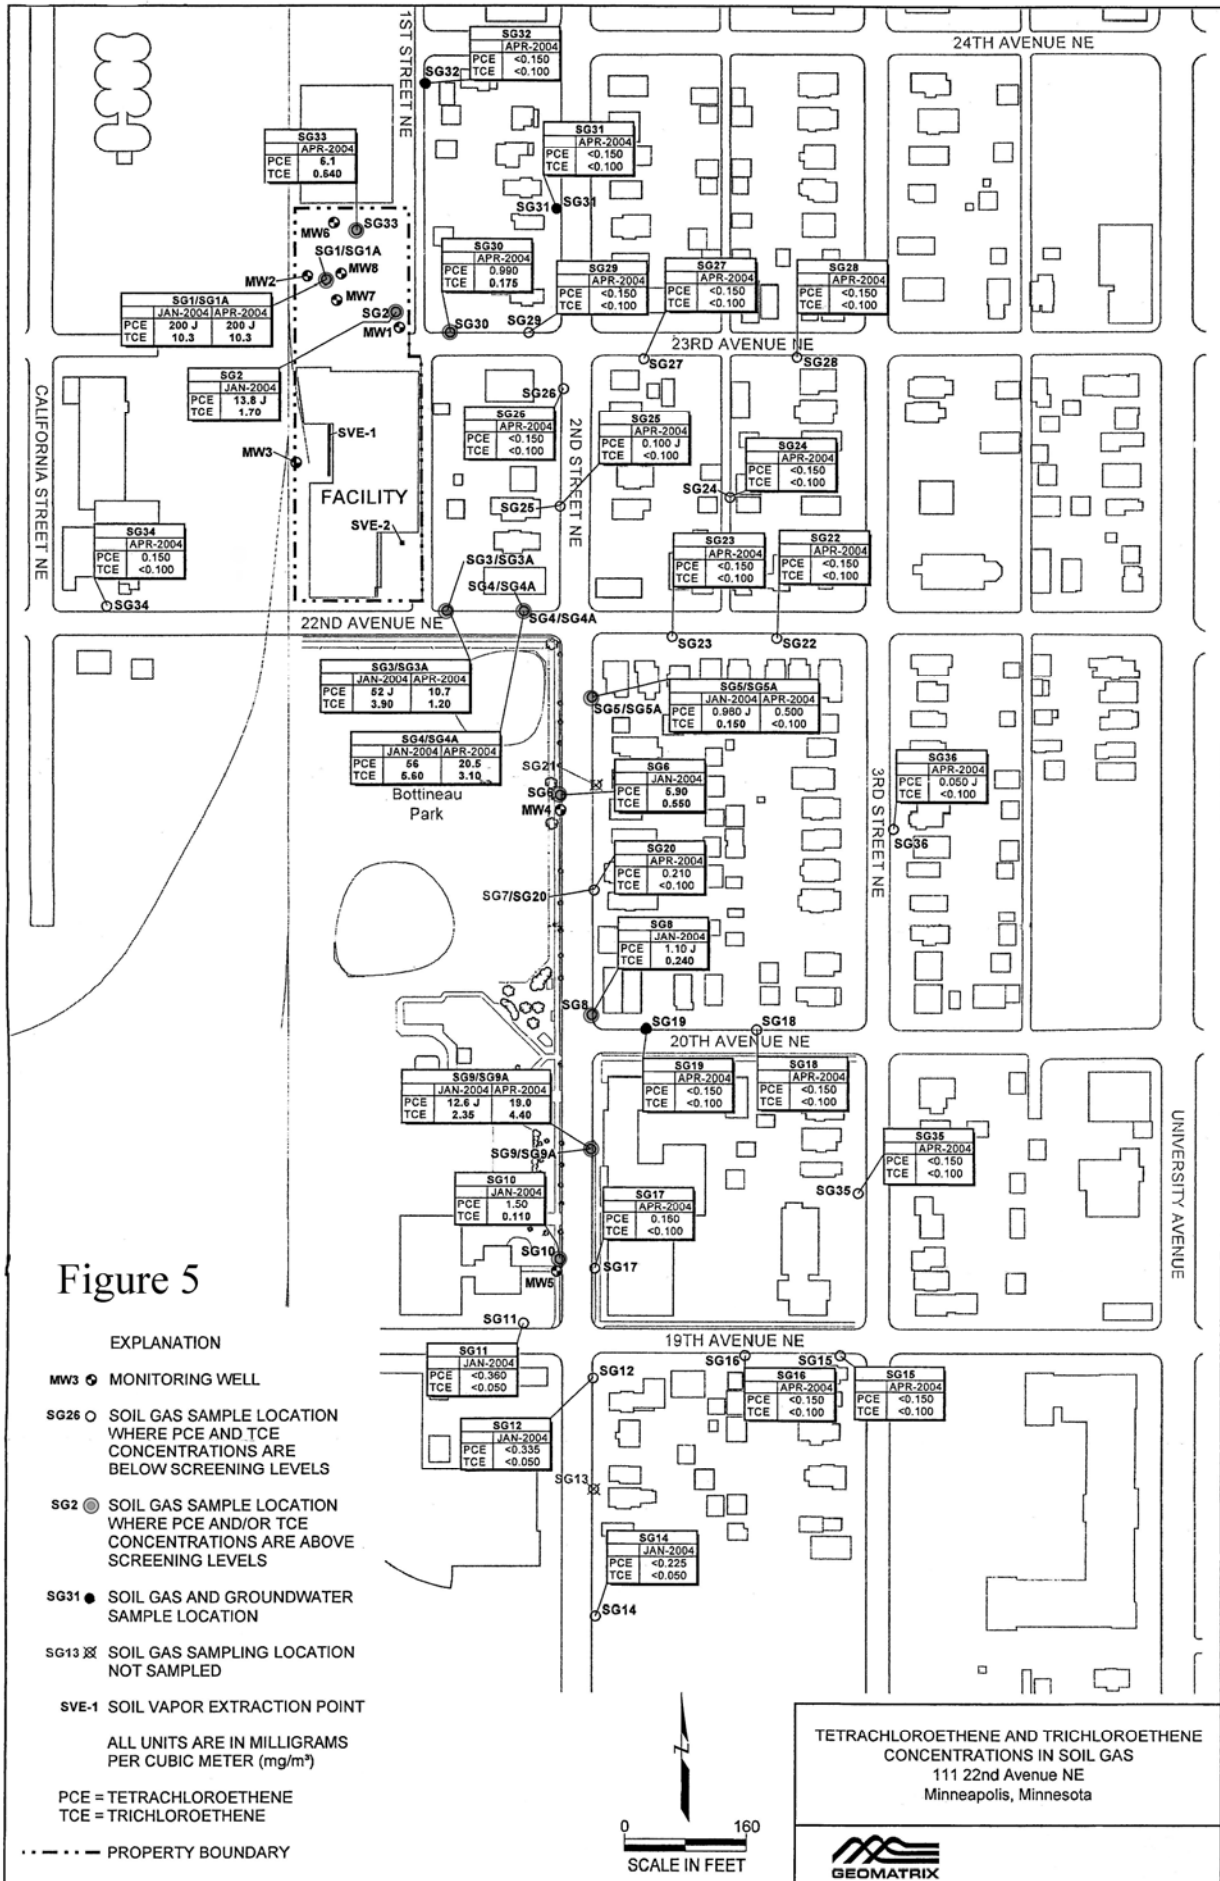 24TH AVENUE NE
1ST STREET NE
SG32
APR-2004
PCE <0.150
TCE <0.100
SG32
SG33
APR-2004
PCE 6.1
TCE 0.640
SG31
APR-2004
PCE <0.150
TCE <0.100
SG31
SG31
MW6
SG33
SG1/SG1A
MW2
MW8
MW7
SG1/SG1A
JAN-2004 APR-2004
PCE 200 J 200 J
TCE 10.3 10.3
SG2
MW1
SG30
APR-2004
PCE 0.990
TCE 0.175
SG30
SG29
APR-2004
PCE <0.150
TCE <0.100
SG29
SG27
APR-2004
PCE <0.150
TCE <0.100
SG28
APR-2004
PCE <0.150
TCE <0.100
23RD AVENUE NE
SG27
SG28
SG2
JAN-2004
PCE 13.8 J
TCE 1.70
CALIFORNIA STREET NE
SVE-1
MW3
FACILITY
SVE-2
SG26
SG26
APR-2004
PCE <0.150
TCE <0.100
2ND STREET NE
SG25
APR-2004
PCE 0.100 J
TCE <0.100
SG25
SG24
APR-2004
PCE <0.150
TCE <0.100
SG24
SG34
APR-2004
PCE 0.150
TCE <0.100
SG34
SG23
APR-2004
PCE <0.150
TCE <0.100
SG22
APR-2004
PCE <0.150
TCE <0.100
SG3/SG3A
SG4/SG4A
SG4/SG4A
22ND AVENUE NE
SG23
SG22
SG3/SG3A
JAN-2004 APR-2004
PCE 52 J 10.7
TCE 3.90 1.20
SG5/SG5A
SG5/SG5A
JAN-2004 APR-2004
PCE 0.980 J 0.500
TCE 0.150 <0.100
SG4/SG4A
JAN-2004 APR-2004
PCE 56 20.5
TCE 5.60 3.10
Bottineau
Park
SG21
SG6
MW4
SG6
JAN-2004
PCE 5.90
TCE 0.550
3RD STREET NE
SG36
APR-2004
PCE 0.050 J
TCE <0.100
SG36
SG20
APR-2004
PCE 0.210
TCE <0.100
SG7/SG20
SG8
JAN-2004
PCE 1.10 J
TCE 0.240
SG8
SG19
SG18
20TH AVENUE NE
SG19
APR-2004
PCE <0.150
TCE <0.100
SG18
APR-2004
PCE <0.150
TCE <0.100
SG9/SG9A
JAN-2004 APR-2004
PCE 12.6 J 19.0
TCE 2.35 4.40
SG9/SG9A
SG35
APR-2004
PCE <0.150
TCE <0.100
SG35
UNIVERSITY AVENUE
SG10
JAN-2004
PCE 1.50
TCE 0.110
SG10
MW5
SG17
APR-2004
PCE 0.150
TCE <0.100
SG17
SG11
19TH AVENUE NE
SG11
JAN-2004
PCE <0.360
TCE <0.050
SG12
SG16
SG15
SG16
APR-2004
PCE <0.150
TCE <0.100
SG15
APR-2004
PCE <0.150
TCE <0.100
SG12
JAN-2004
PCE <0.335
TCE <0.050
SG13
SG14
JAN-2004
PCE <0.225
TCE <0.050
SG14
Figure 5
EXPLANATION
MW3 MONITORING WELL
SG26 SOIL GAS SAMPLE LOCATION
WHERE PCE AND TCE
CONCENTRATIONS ARE
BELOW SCREENING LEVELS
SG2 SOIL GAS SAMPLE LOCATION
WHERE PCE AND/OR TCE
CONCENTRATIONS ARE ABOVE
SCREENING LEVELS
SG31 SOIL GAS AND GROUNDWATER
SAMPLE LOCATION
SG13 SOIL GAS SAMPLING LOCATION
NOT SAMPLED
SVE-1 SOIL VAPOR EXTRACTION POINT
ALL UNITS ARE IN MILLIGRAMS
PER CUBIC METER (mg/m³)
PCE = TETRACHLOROETHENE
TCE = TRICHLOROETHENE
PROPERTY BOUNDARY
Z
0 160
SCALE IN FEET
TETRACHLOROETHENE AND TRICHLOROETHENE
CONCENTRATIONS IN SOIL GAS
111 22nd Avenue NE
Minneapolis, Minnesota
GEOMATRIX